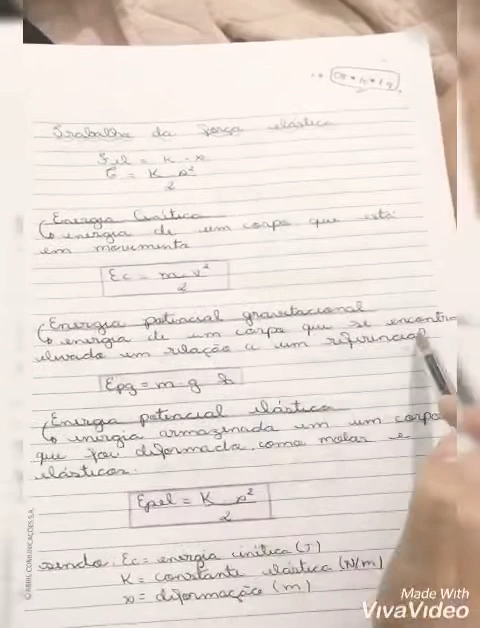 Trabalho da força elástica
Fel = K · x
τ = K x²
2
Energia Cinética
↳ energia de um corpo que está
em movimento
Ec = m · v²
2
Energia potencial gravitacional
↳ energia de um corpo que se encontra
elevado em relação a um referencial
Epg = m · g · h
Energia potencial elástica
↳ energia armazenada em um corpo
que foi deformado, como molas e
elásticos.
Epel = K x²
2
sendo: Ec = energia cinética (J)
K = constante elástica (N/m)
x = deformação (m)
© ABRIL COMUNICAÇÕES S.A.
Made With
VivaVideo